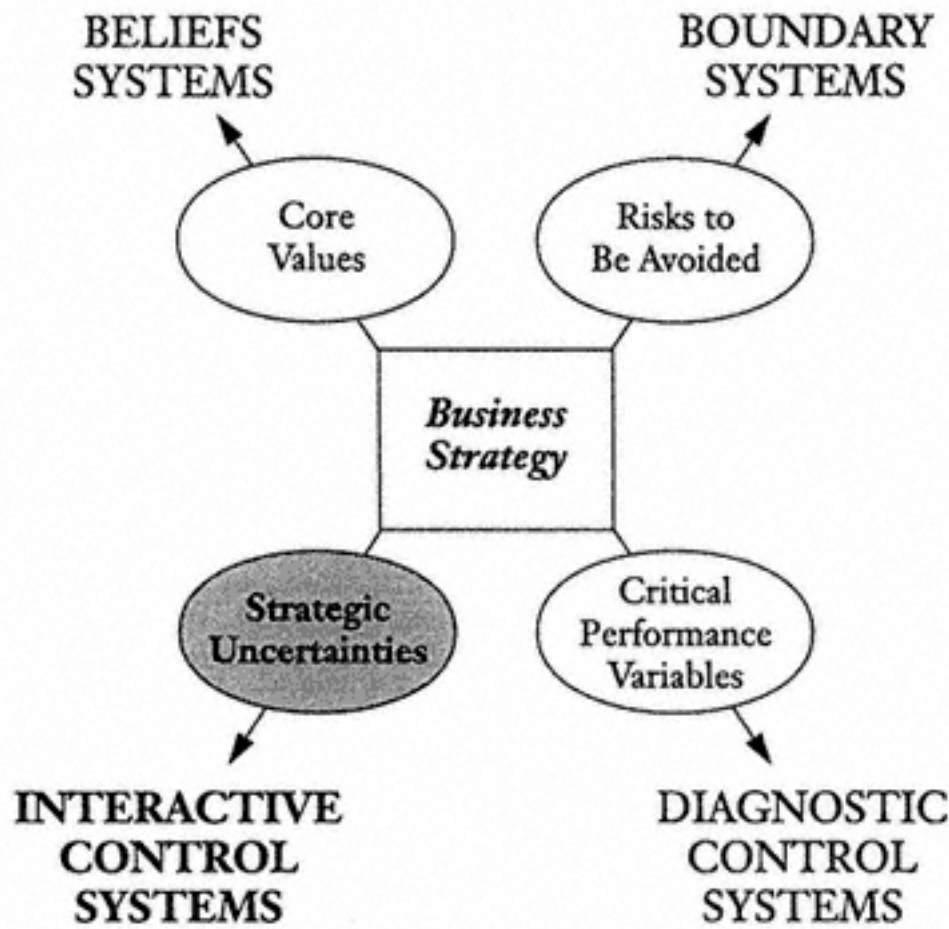 BELIEFS
SYSTEMS
BOUNDARY
SYSTEMS
Core
Values
Risks to
Be Avoided
Business
Strategy
Strategic
Uncertainties
Critical
Performance
Variables
INTERACTIVE
CONTROL
SYSTEMS
DIAGNOSTIC
CONTROL
SYSTEMS